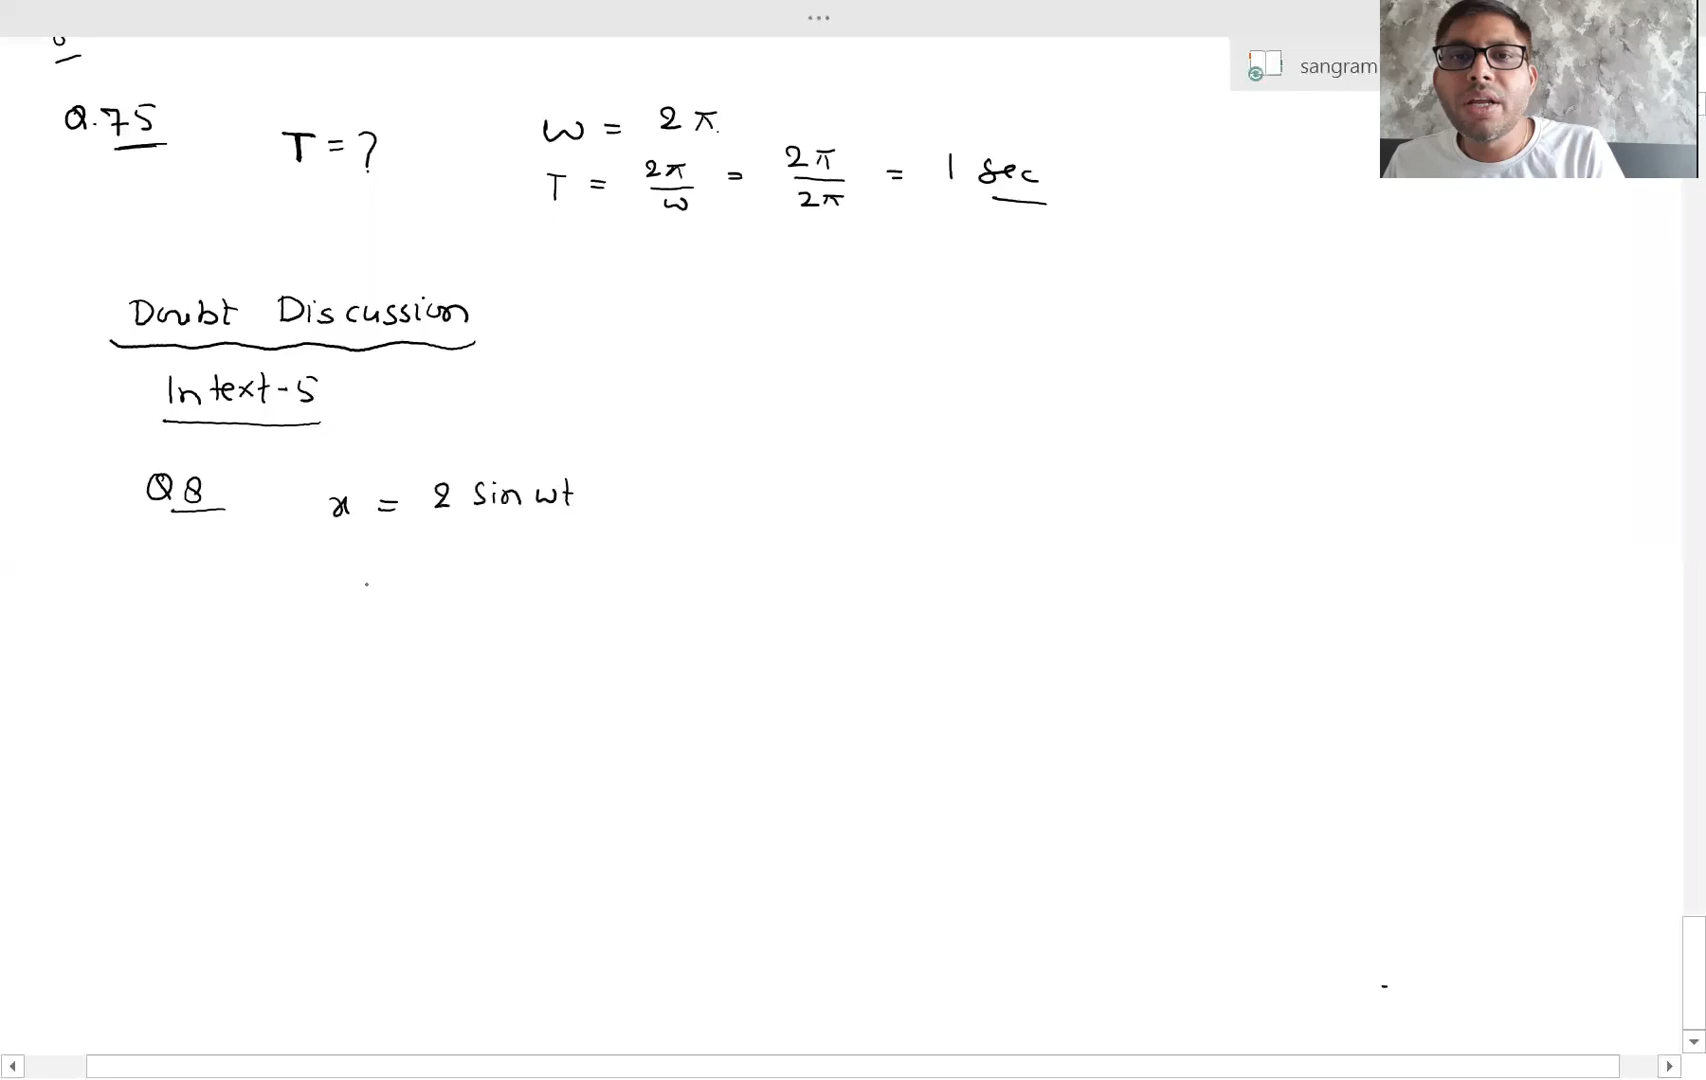 sangram
Q.75
T = ?
ω = 2π
T = 2π/ω = 2π/2π = 1 sec
Doubt Discussion
Intext-5
Q8
x = 2 sin ωt